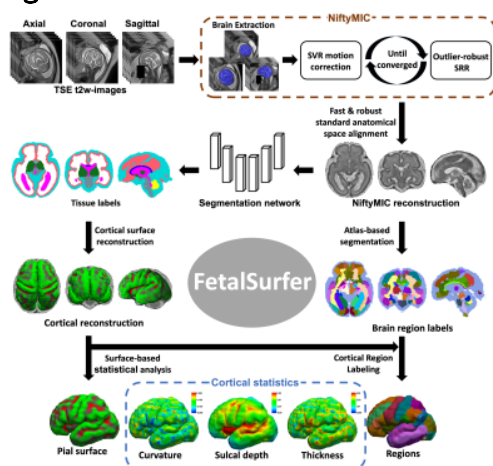 Axial
Coronal
Sagittal
TSE t2w-images
NiftyMIC
Brain Extraction
SVR motion
correction
Until
converged
Outlier-robust
SRR
Fast & robust
standard anatomical
space alignment
Tissue labels
Segmentation network
NiftyMIC reconstruction
Cortical surface
reconstruction
Atlas-based
segmentation
FetalSurfer
Cortical reconstruction
Brain region labels
Surface-based
statistical analysis
Cortical Region
Labeling
Cortical statistics
Pial surface
Curvature
Sulcal depth
Thickness
Regions